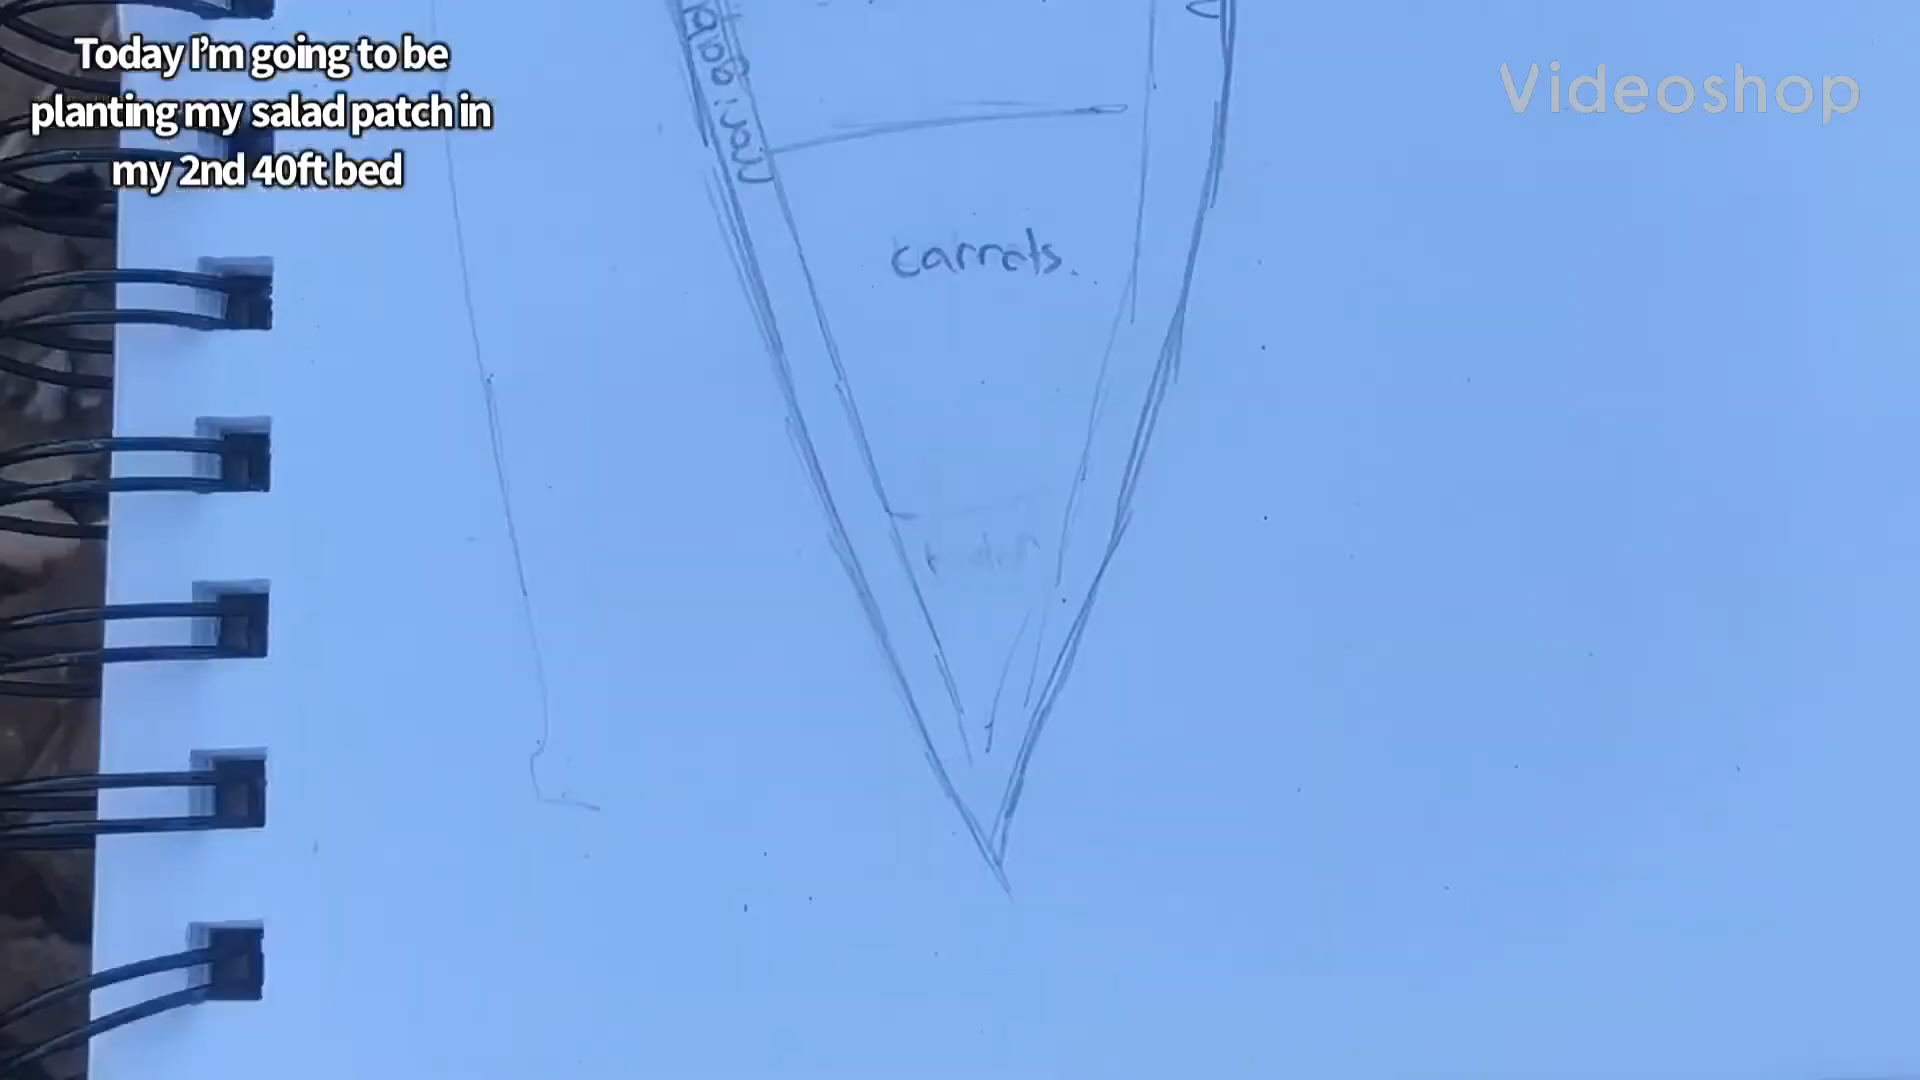 Today I'm going to be
planting my salad patch in
my 2nd 40ft bed
Videoshop
carrots.